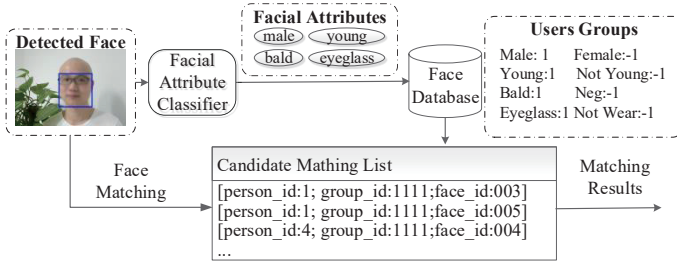 Detected Face
Facial
Attribute
Classifier
Facial Attributes
male young
bald eyeglass
Face
Database
Users Groups
Male: 1 Female:-1
Young:1 Not Young:-1
Bald:1 Neg:-1
Eyeglass:1 Not Wear:-1
Face
Matching
Candidate Mathing List
[person_id:1; group_id:1111;face_id:003]
[person_id:1; group_id:1111;face_id:005]
[person_id:4; group_id:1111;face_id:004]
...
Matching
Results